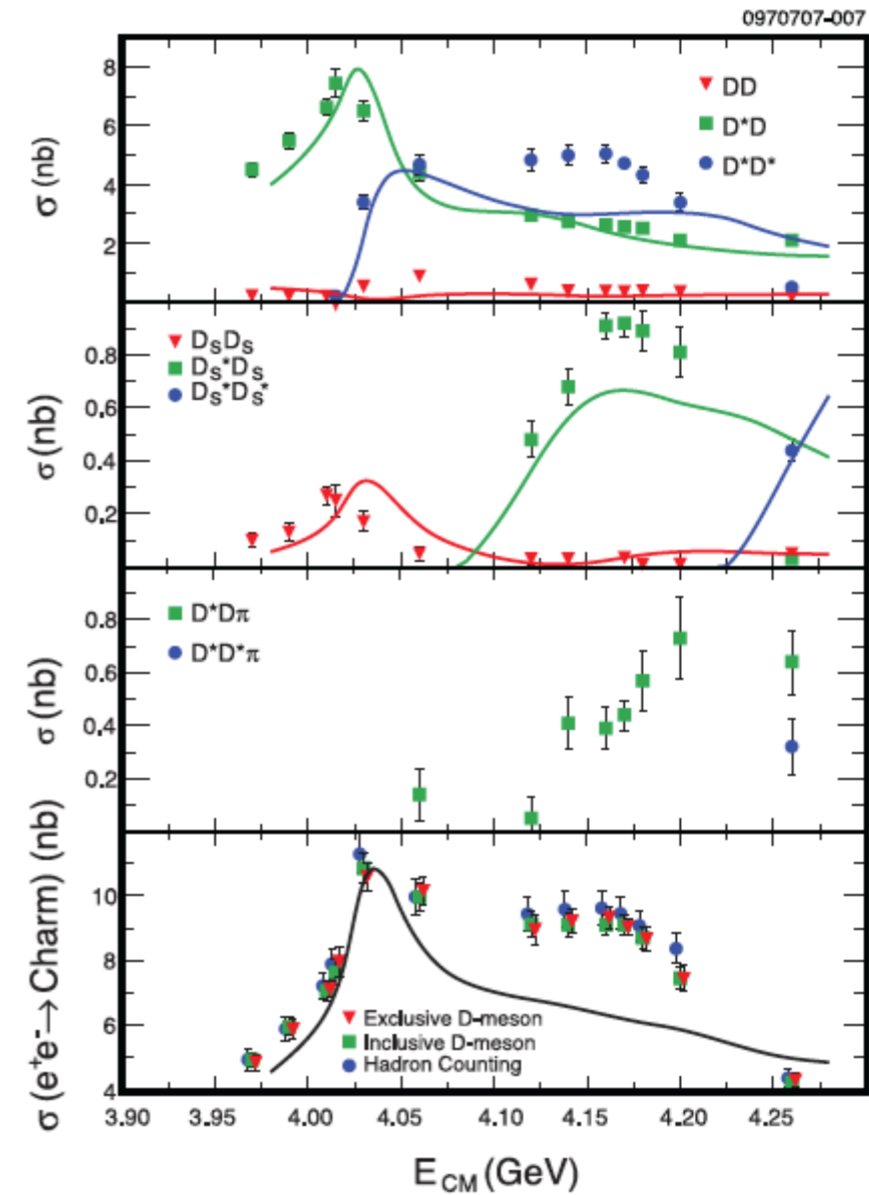 0970707-007
σ (nb)
8
6
4
2
DD
D*D
D*D*
σ (nb)
0.8
0.6
0.4
0.2
DSDS
DS*DS
DS*DS*
σ (nb)
0.8
0.6
0.4
0.2
D*Dπ
D*D*π
σ (e+e-→Charm) (nb)
10
8
6
4
Exclusive D-meson
Inclusive D-meson
Hadron Counting
3.90 3.95 4.00 4.05 4.10 4.15 4.20 4.25
ECM (GeV)